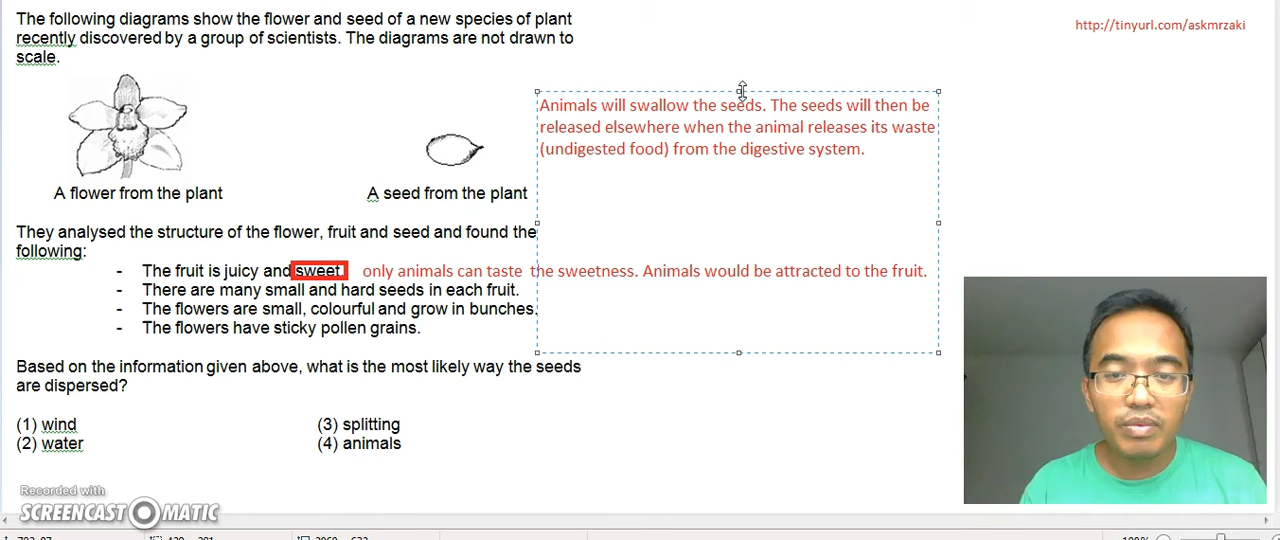 The following diagrams show the flower and seed of a new species of plant
recently discovered by a group of scientists. The diagrams are not drawn to
scale.
http://tinyurl.com/askmrzaki
Animals will swallow the seeds. The seeds will then be
released elsewhere when the animal releases its waste
(undigested food) from the digestive system.
A flower from the plant
A seed from the plant
They analysed the structure of the flower, fruit and seed and found the
following:
- The fruit is juicy and sweet. only animals can taste the sweetness. Animals would be attracted to the fruit.
- There are many small and hard seeds in each fruit.
- The flowers are small, colourful and grow in bunches.
- The flowers have sticky pollen grains.
Based on the information given above, what is the most likely way the seeds
are dispersed?
(1) wind (3) splitting
(2) water (4) animals
Recorded with
SCREENCAST MATIC